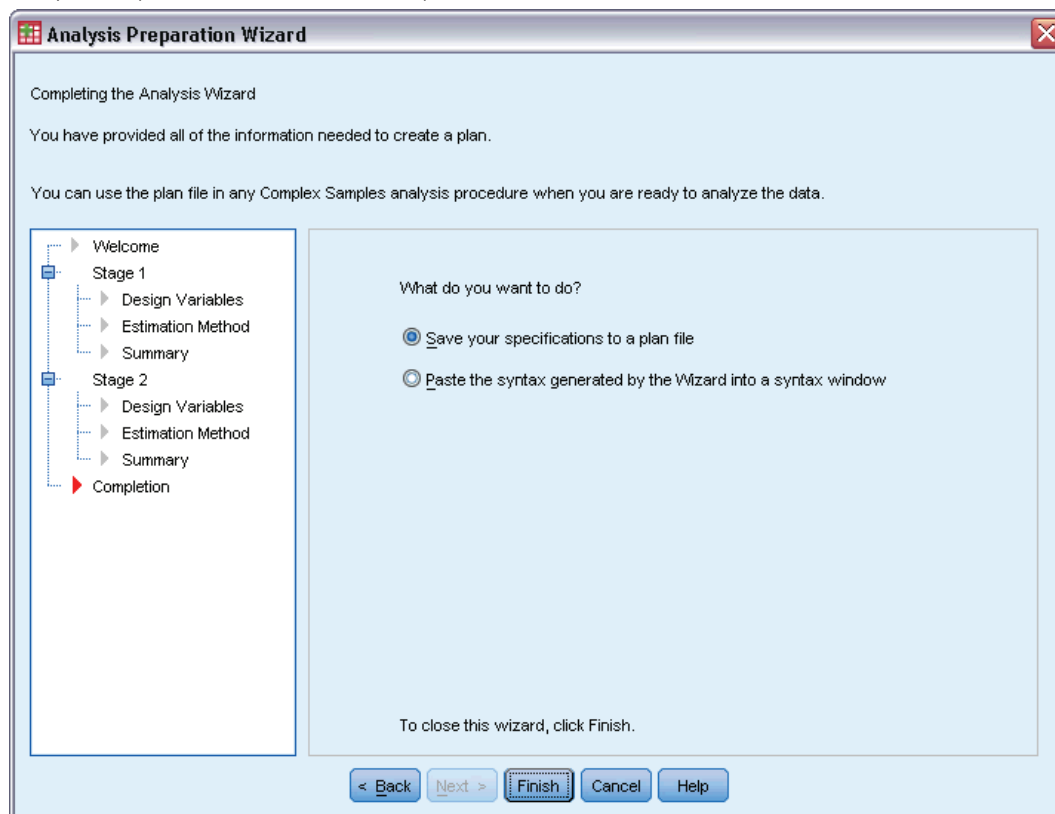 Analysis Preparation Wizard
Completing the Analysis Wizard
You have provided all of the information needed to create a plan.
You can use the plan file in any Complex Samples analysis procedure when you are ready to analyze the data.
Welcome
Stage 1
Design Variables
Estimation Method
Summary
Stage 2
Design Variables
Estimation Method
Summary
Completion
What do you want to do?
Save your specifications to a plan file
Paste the syntax generated by the Wizard into a syntax window
To close this wizard, click Finish.
< Back
Next >
Finish
Cancel
Help